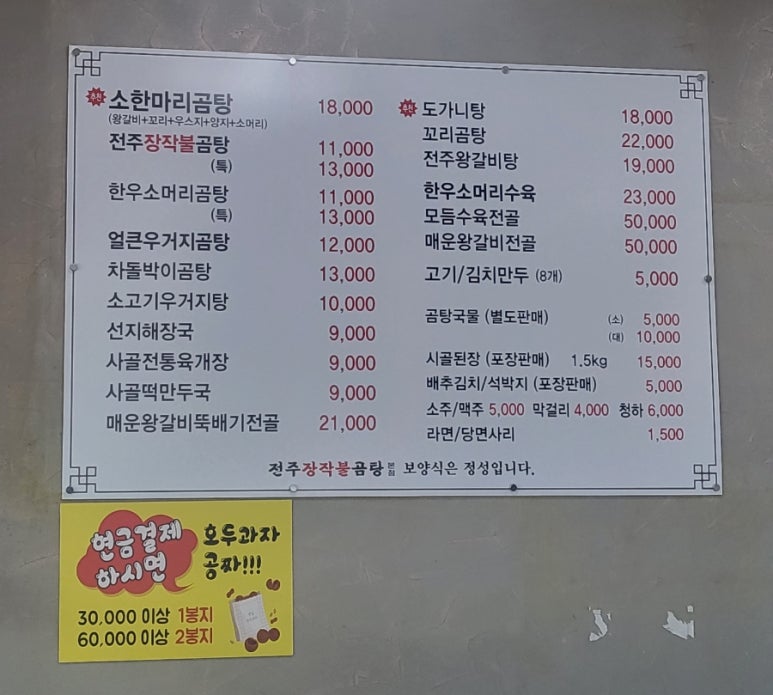 추천 소한마리곰탕 18,000
(왕갈비+꼬리+우스지+양지+소머리)
전주장작불곰탕 11,000
(특) 13,000
한우소머리곰탕 11,000
(특) 13,000
얼큰우거지곰탕 12,000
차돌박이곰탕 13,000
소고기우거지탕 10,000
선지해장국 9,000
사골전통육개장 9,000
사골떡만두국 9,000
매운왕갈비뚝배기전골 21,000
추천 도가니탕 18,000
꼬리곰탕 22,000
전주왕갈비탕 19,000
한우소머리수육 23,000
모듬수육전골 50,000
매운왕갈비전골 50,000
고기/김치만두 (8개) 5,000
곰탕국물 (별도판매) (소) 5,000
(대) 10,000
시골된장 (포장판매) 1.5kg 15,000
배추김치/석박지 (포장판매) 5,000
소주/맥주 5,000 막걸리 4,000 청하 6,000
라면/당면사리 1,500
전주장작불곰탕 본점 보양식은 정성입니다.
현금결제
하시면
호두과자
공짜!!!
30,000 이상 1봉지
60,000 이상 2봉지